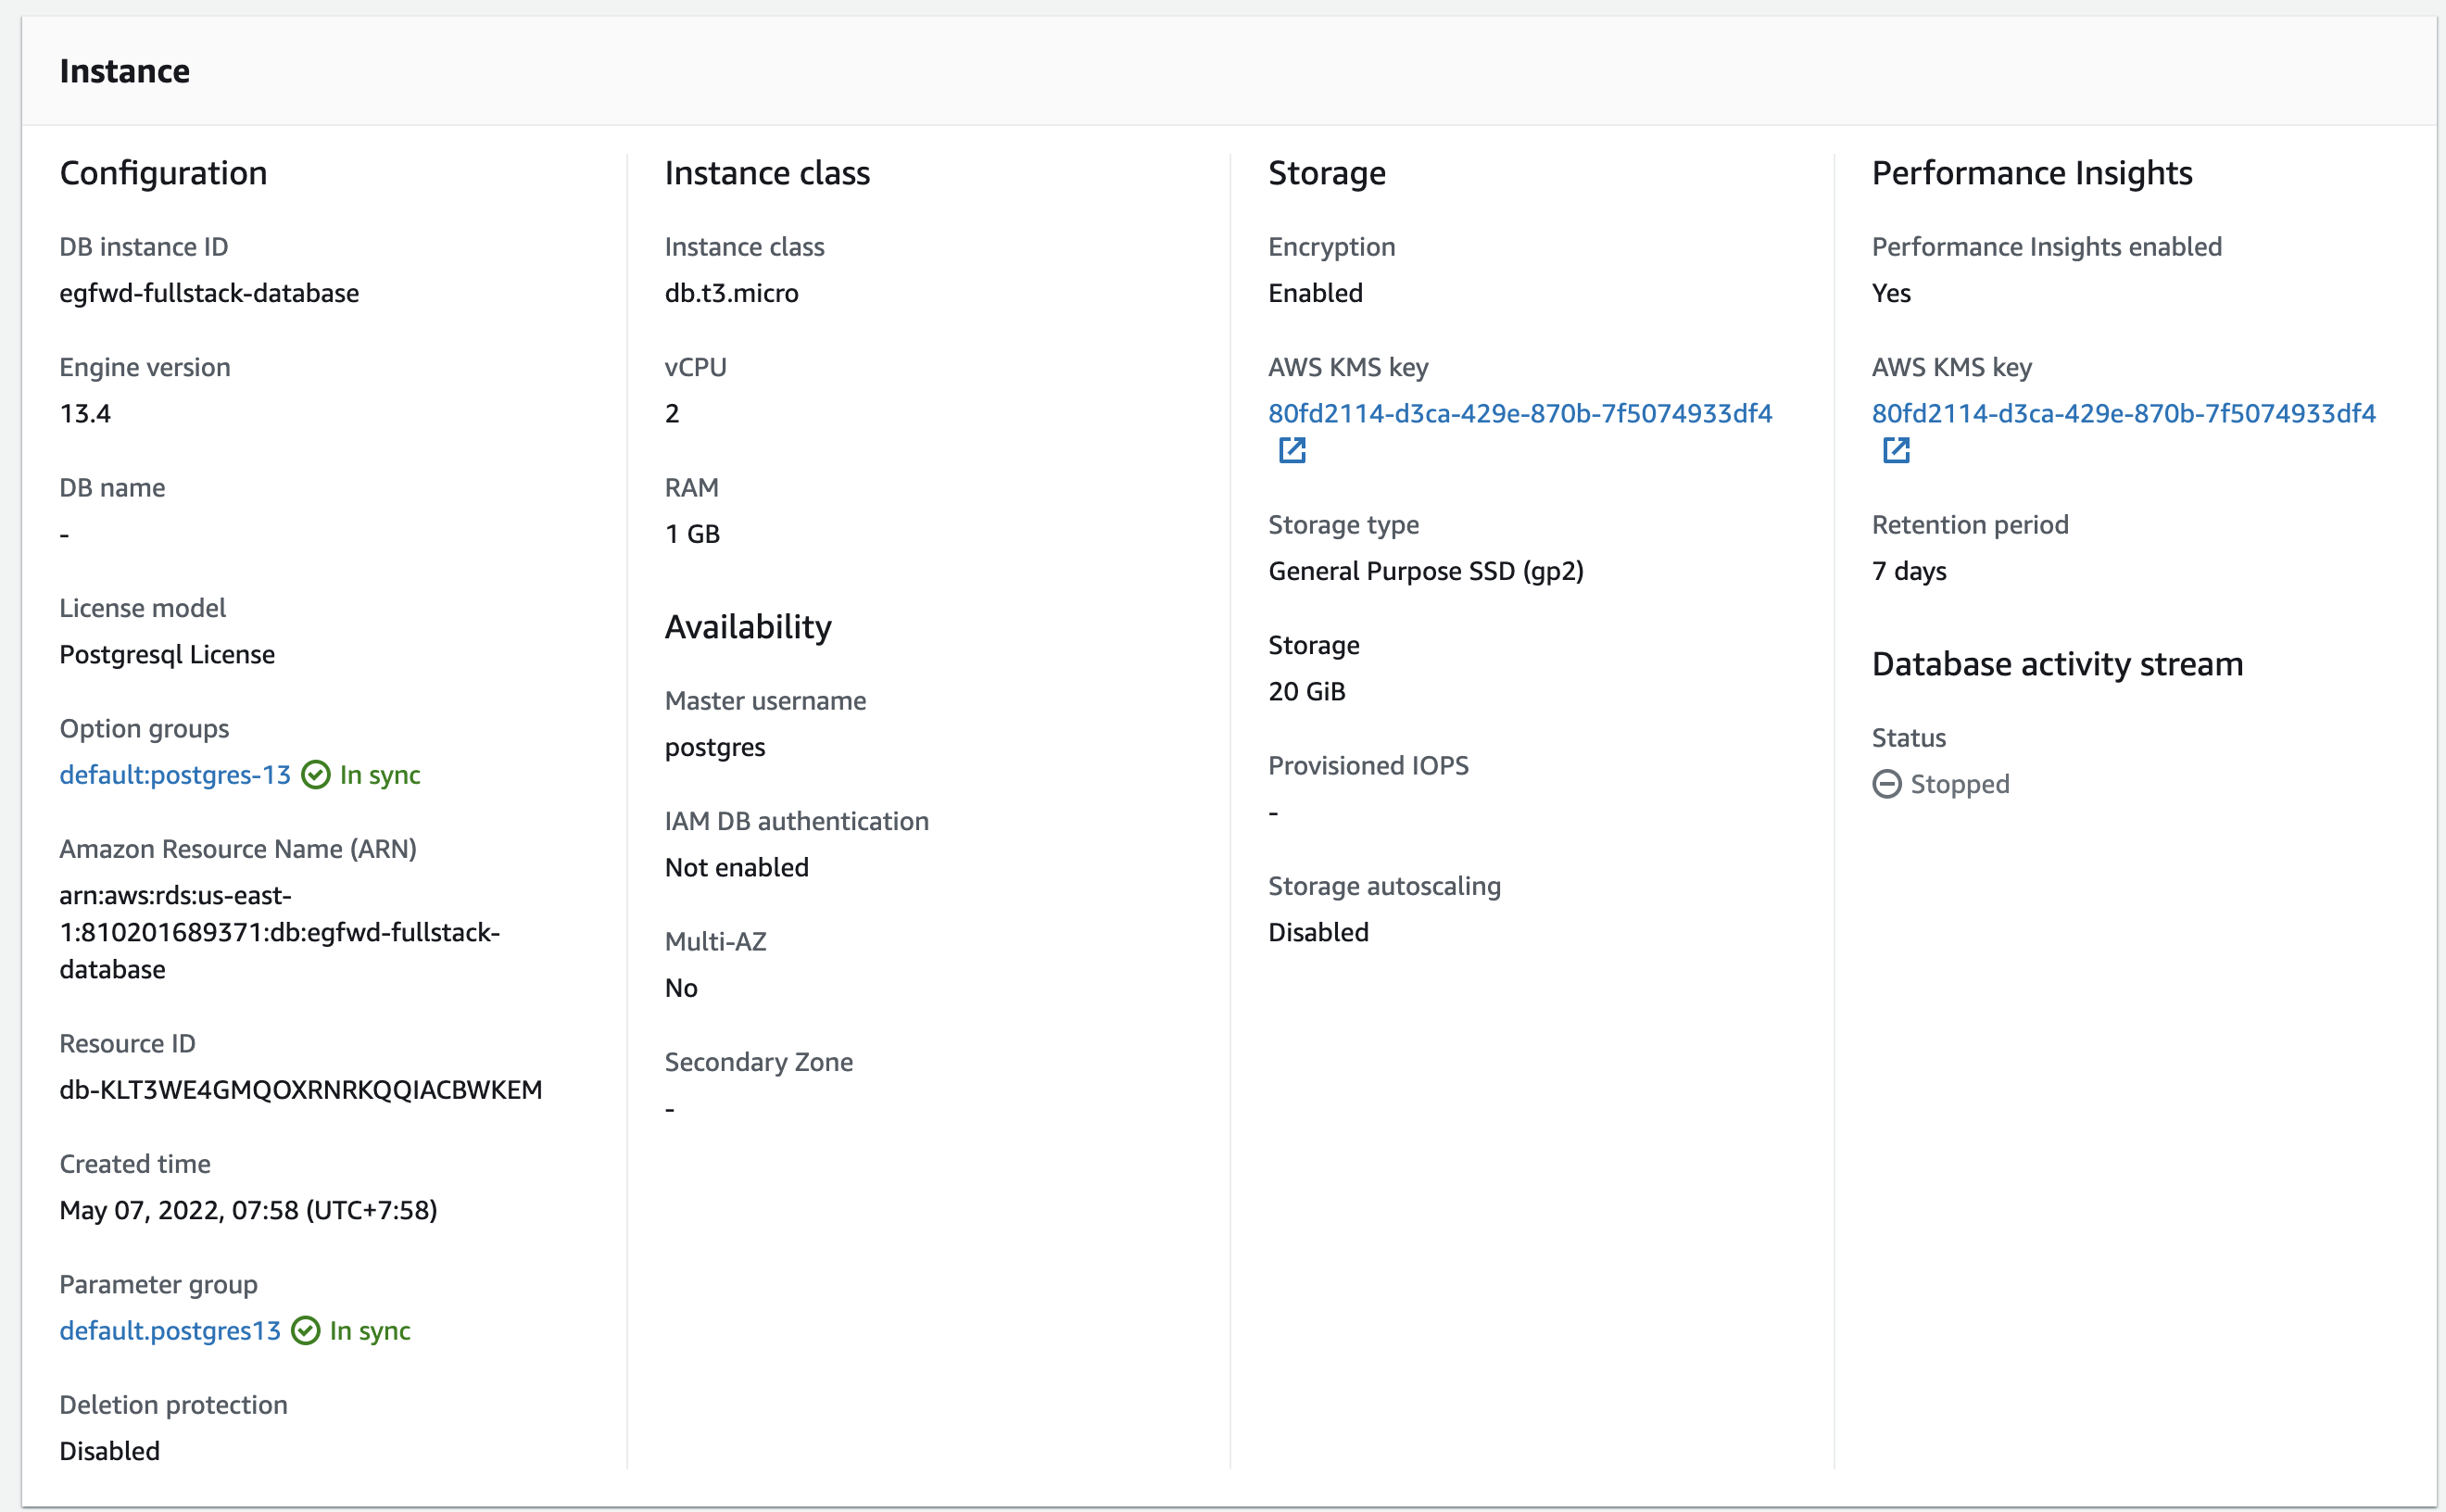 Instance
Configuration
DB instance ID
egfwd-fullstack-database
Engine version
13.4
DB name
-
License model
Postgresql License
Option groups
default:postgres-13 In sync
Amazon Resource Name (ARN)
arn:aws:rds:us-east-
1:810201689371:db:egfwd-fullstack-
database
Resource ID
db-KLT3WE4GMQOXRNRKQQIACBWKEM
Created time
May 07, 2022, 07:58 (UTC+7:58)
Parameter group
default.postgres13 In sync
Deletion protection
Disabled
Instance class
Instance class
db.t3.micro
vCPU
2
RAM
1 GB
Availability
Master username
postgres
IAM DB authentication
Not enabled
Multi-AZ
No
Secondary Zone
-
Storage
Encryption
Enabled
AWS KMS key
80fd2114-d3ca-429e-870b-7f5074933df4
Storage type
General Purpose SSD (gp2)
Storage
20 GiB
Provisioned IOPS
-
Storage autoscaling
Disabled
Performance Insights
Performance Insights enabled
Yes
AWS KMS key
80fd2114-d3ca-429e-870b-7f5074933df4
Retention period
7 days
Database activity stream
Status
Stopped